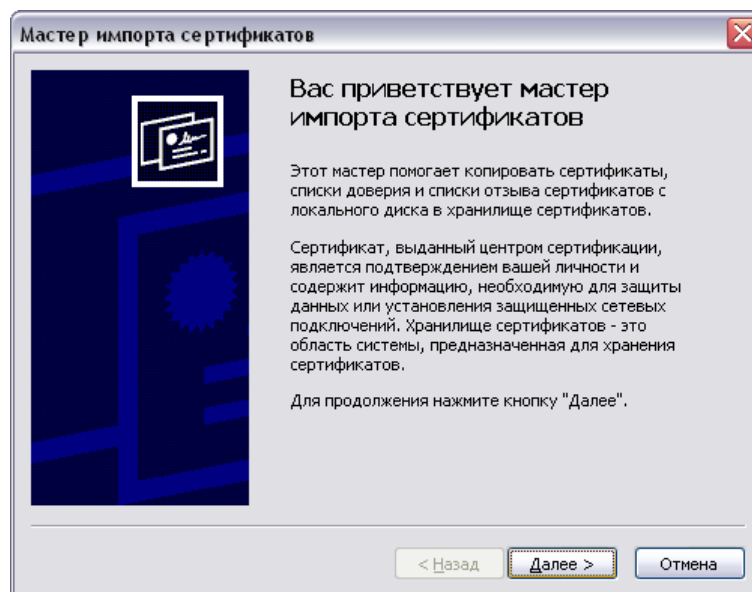 Мастер импорта сертификатов
Вас приветствует мастер
импорта сертификатов
Этот мастер помогает копировать сертификаты,
списки доверия и списки отзыва сертификатов с
локального диска в хранилище сертификатов.
Сертификат, выданный центром сертификации,
является подтверждением вашей личности и
содержит информацию, необходимую для защиты
данных или установления защищенных сетевых
подключений. Хранилище сертификатов - это
область системы, предназначенная для хранения
сертификатов.
Для продолжения нажмите кнопку "Далее".
< Назад Далее > Отмена